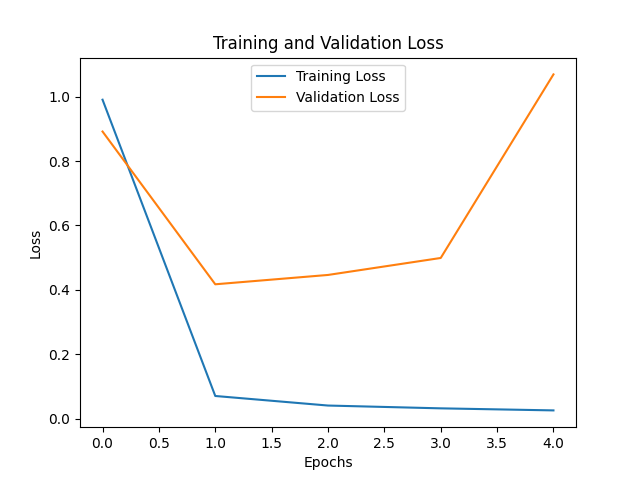 Training and Validation Loss
Training Loss
Validation Loss
Loss
1.0
0.8
0.6
0.4
0.2
0.0
0.0 0.5 1.0 1.5 2.0 2.5 3.0 3.5 4.0
Epochs